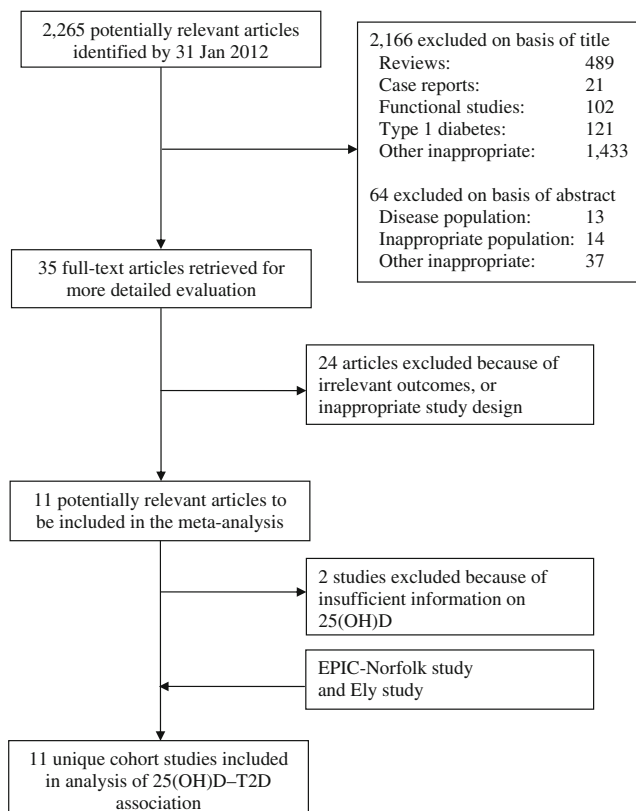 2,265 potentially relevant articles
identified by 31 Jan 2012
2,166 excluded on basis of title
Reviews: 489
Case reports: 21
Functional studies: 102
Type 1 diabetes: 121
Other inappropriate: 1,433
64 excluded on basis of abstract
Disease population: 13
Inappropriate population: 14
Other inappropriate: 37
35 full-text articles retrieved for
more detailed evaluation
24 articles excluded because of
irrelevant outcomes, or
inappropriate study design
11 potentially relevant articles to
be included in the meta-analysis
2 studies excluded because of
insufficient information on
25(OH)D
EPIC-Norfolk study
and Ely study
11 unique cohort studies included
in analysis of 25(OH)D–T2D
association